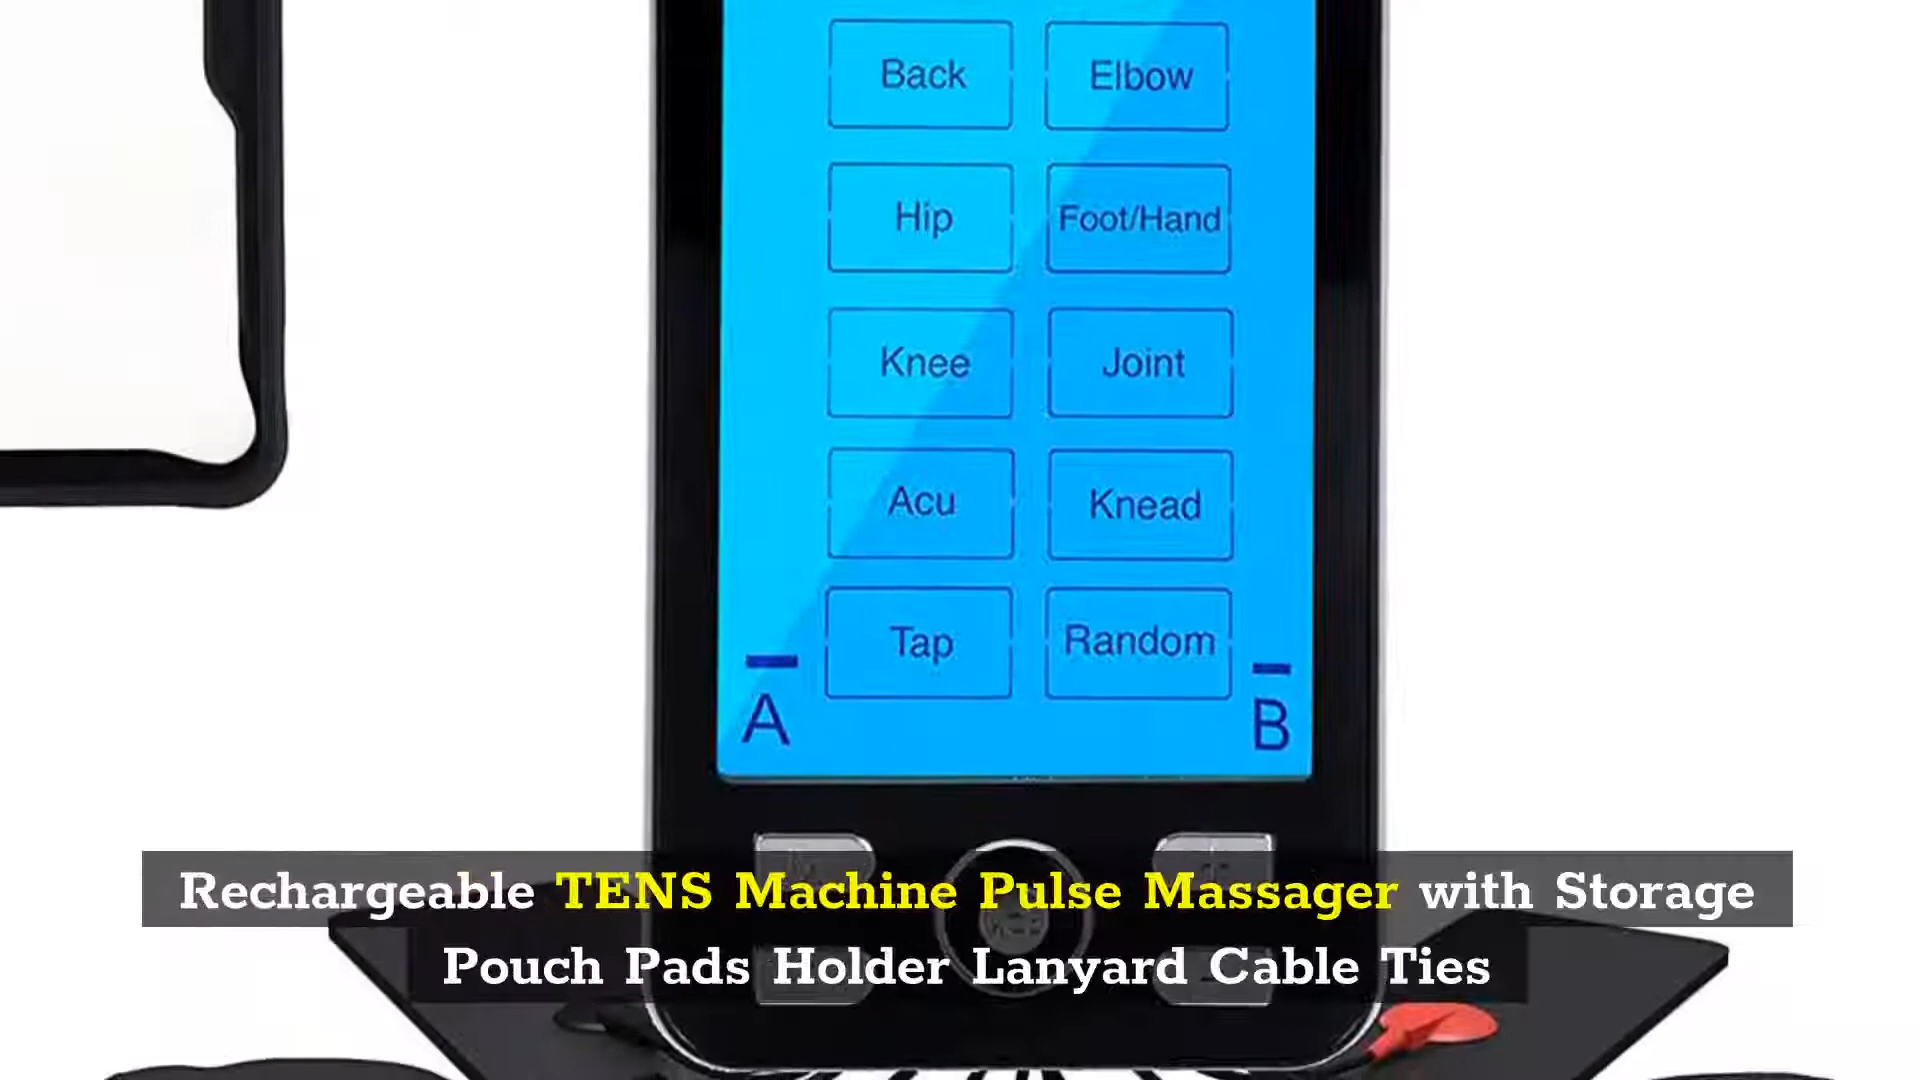 Back Elbow
Hip Foot/Hand
Knee Joint
Acu Knead
Tap Random
A B
Rechargeable TENS Machine Pulse Massager with Storage
Pouch Pads Holder Lanyard Cable Ties